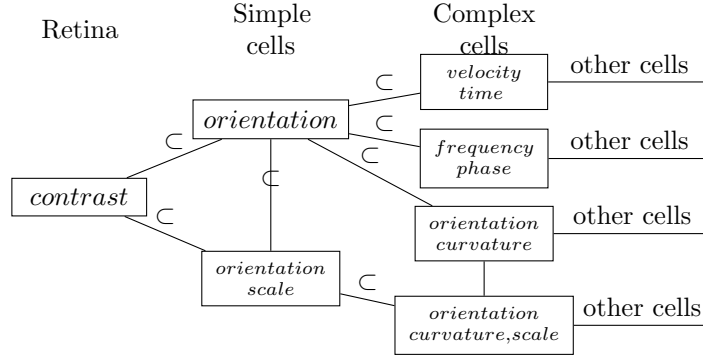 Retina
Simple
cells
Complex
cells
velocity
time
other cells
⊂
orientation
⊂
frequency
phase
other cells
⊂
⊂
⊂
contrast
⊂
orientation
curvature
other cells
orientation
scale
⊂
orientation
curvature,scale
other cells